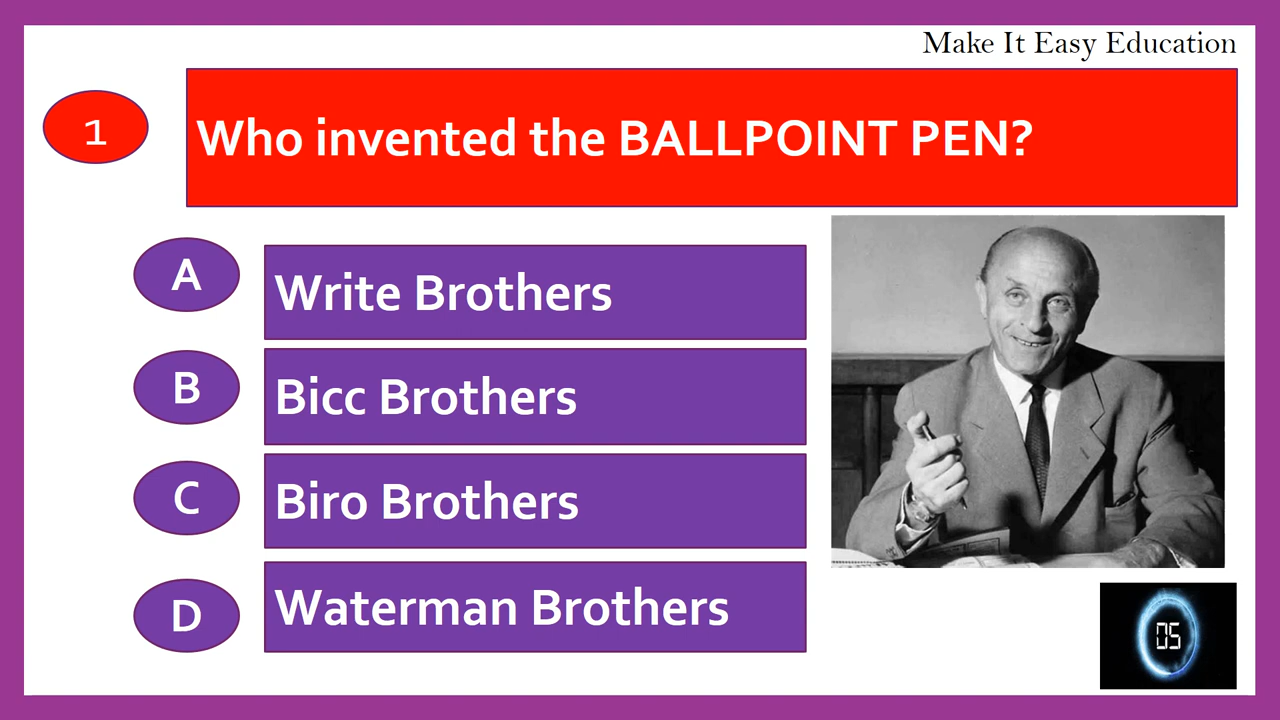 Make It Easy Education
1
Who invented the BALLPOINT PEN?
A
Write Brothers
B
Bicc Brothers
C
Biro Brothers
D
Waterman Brothers
05